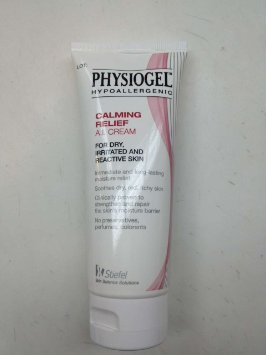 LOT:
PHYSIOGEL
HYPOALLERGENIC
CALMING
RELIEF
A.I. CREAM
FOR DRY,
IRRITATED AND
REACTIVE SKIN
Immediate and long-lasting
moisture relief
Soothes dry, red, itchy skin
Clinically proven to
strengthen and repair
the skin's moisture barrier
No preservatives,
perfumes, colorants
Stiefel
Skin Science Solutions